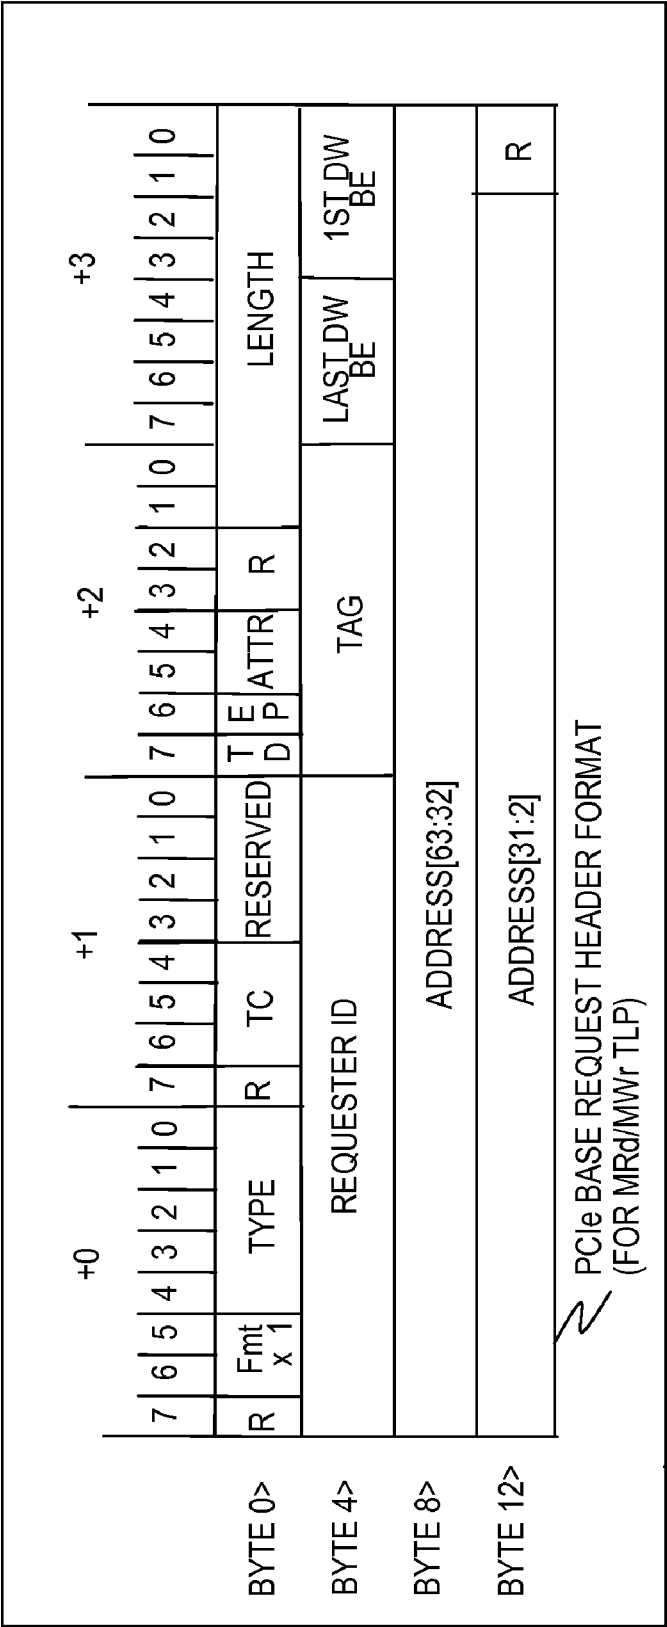 +0 +1 +2 +3
7 6 5 4 3 2 1 0 7 6 5 4 3 2 1 0 7 6 5 4 3 2 1 0 7 6 5 4 3 2 1 0
BYTE 0> R Fmt x 1 TYPE R TC RESERVED T D E P ATTR R LENGTH
BYTE 4> REQUESTER ID TAG LAST DW BE 1ST DW BE
BYTE 8> ADDRESS[63:32]
BYTE 12> ADDRESS[31:2] R
PCIe BASE REQUEST HEADER FORMAT
(FOR MRd/MWr TLP)